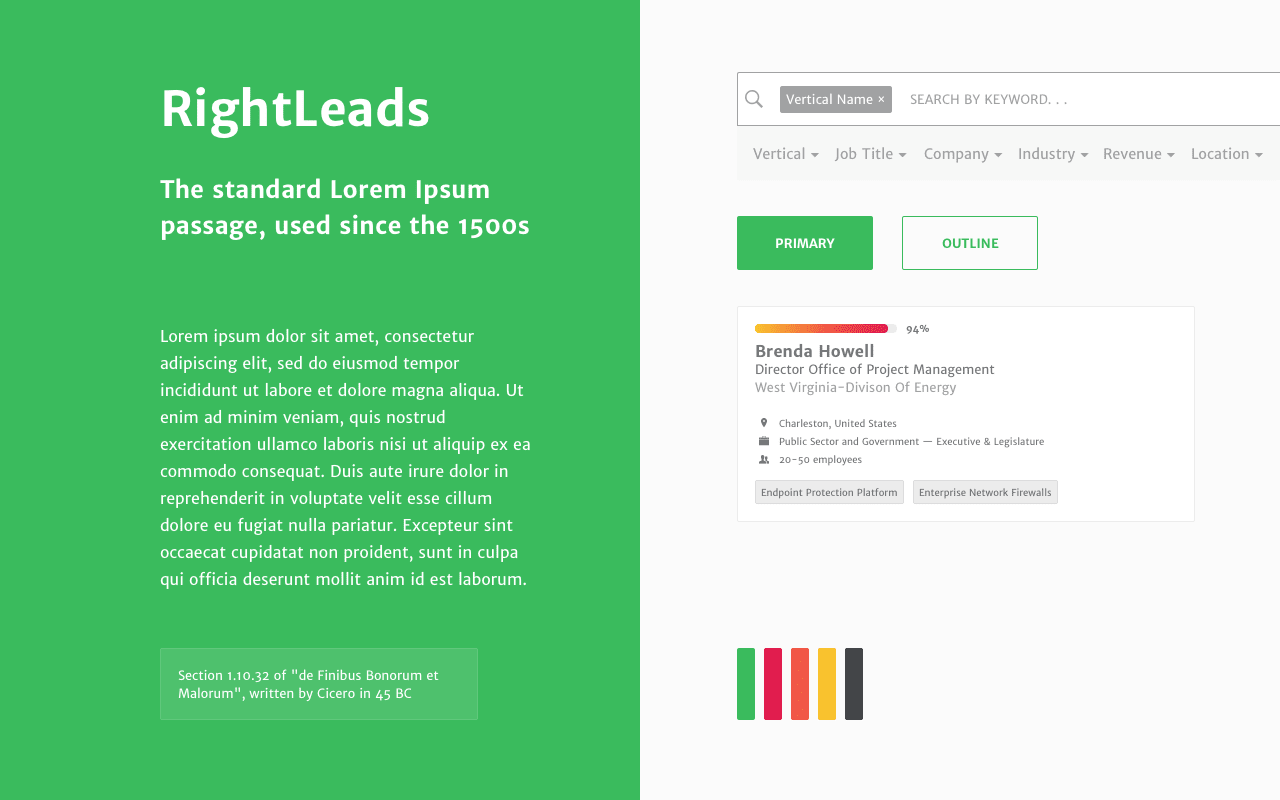 RightLeads
The standard Lorem Ipsum
passage, used since the 1500s
Lorem ipsum dolor sit amet, consectetur
adipiscing elit, sed do eiusmod tempor
incididunt ut labore et dolore magna aliqua. Ut
enim ad minim veniam, quis nostrud
exercitation ullamco laboris nisi ut aliquip ex ea
commodo consequat. Duis aute irure dolor in
reprehenderit in voluptate velit esse cillum
dolore eu fugiat nulla pariatur. Excepteur sint
occaecat cupidatat non proident, sunt in culpa
qui officia deserunt mollit anim id est laborum.
Section 1.10.32 of "de Finibus Bonorum et
Malorum", written by Cicero in 45 BC
Vertical Name × SEARCH BY KEYWORD. . .
Vertical Job Title Company Industry Revenue Location
PRIMARY OUTLINE
94%
Brenda Howell
Director Office of Project Management
West Virginia-Divison Of Energy
Charleston, United States
Public Sector and Government — Executive & Legislature
20-50 employees
Endpoint Protection Platform Enterprise Network Firewalls